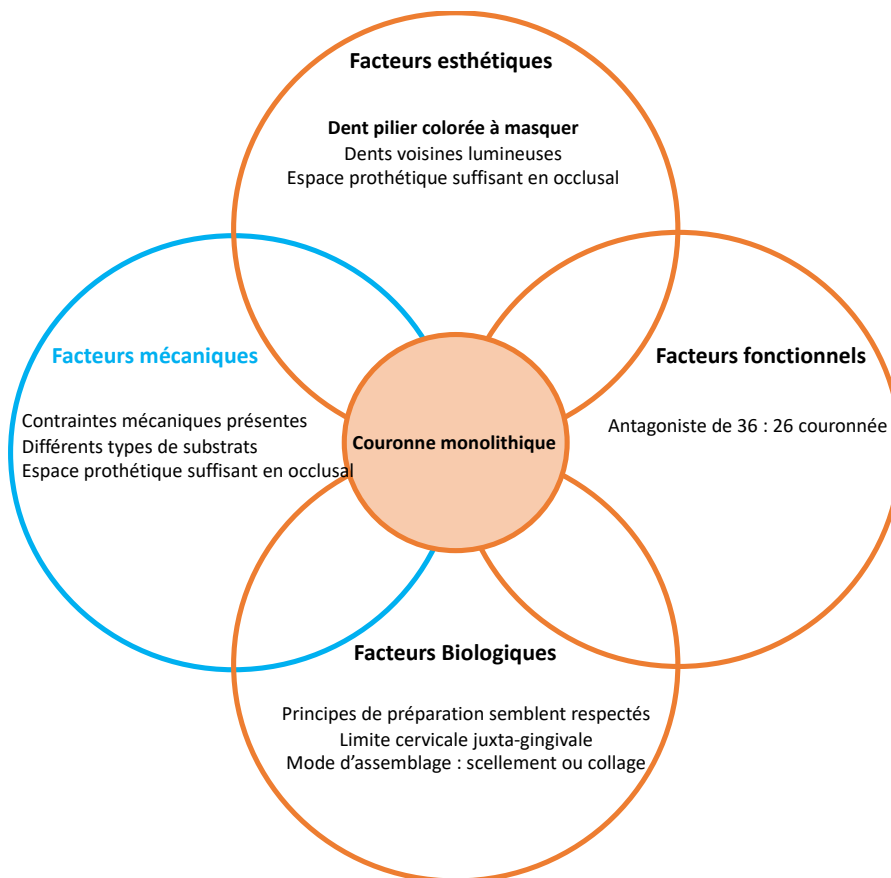 Facteurs esthétiques
Dent pilier colorée à masquer
Dents voisines lumineuses
Espace prothétique suffisant en occlusal
Facteurs mécaniques
Contraintes mécaniques présentes
Différents types de substrats
Espace prothétique suffisant en occlusal
Couronne monolithique
Facteurs fonctionnels
Antagoniste de 36 : 26 couronnée
Facteurs Biologiques
Principes de préparation semblent respectés
Limite cervicale juxta-gingivale
Mode d'assemblage : scellement ou collage